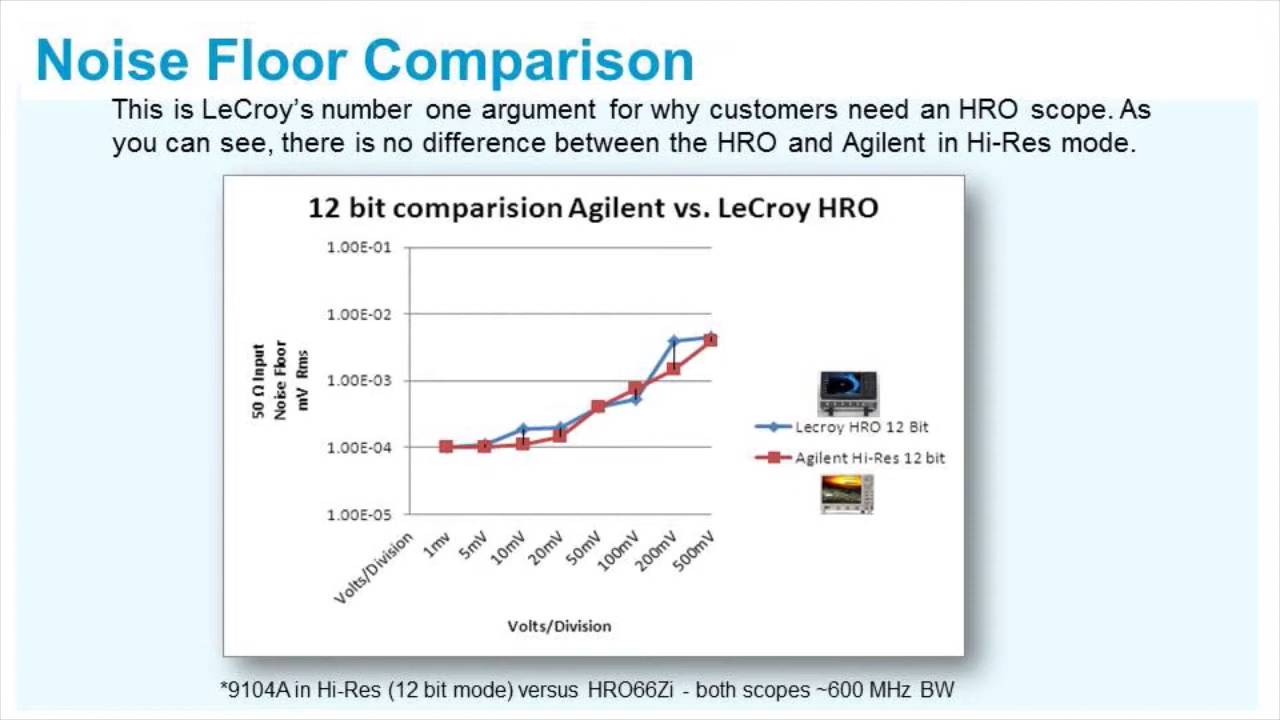 Noise Floor Comparison
This is LeCroy's number one argument for why customers need an HRO scope. As
you can see, there is no difference between the HRO and Agilent in Hi-Res mode.
12 bit comparision Agilent vs. LeCroy HRO
1.00E-01
1.00E-02
1.00E-03
1.00E-04
1.00E-05
50 Ω Input
Noise Floor
mV Rms
Volts/Division
1mv
5mV
10mV
20mV
50mV
100mV
200mV
500mV
Volts/Division
Lecroy HRO 12 Bit
Agilent Hi-Res 12 bit
*9104A in Hi-Res (12 bit mode) versus HRO66Zi - both scopes ~600 MHz BW